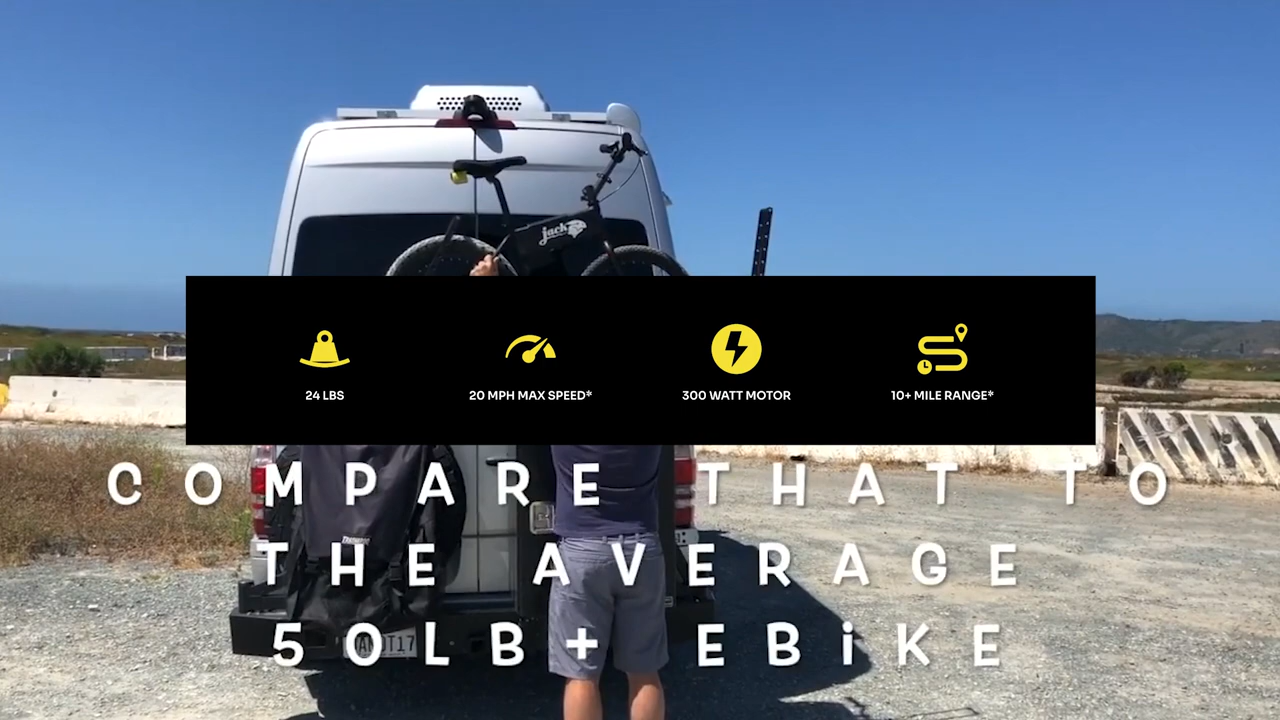 jack
24 LBS
20 MPH MAX SPEED*
300 WATT MOTOR
10+ MILE RANGE*
COMPARE THAT TO
THE AVERAGE
50LB+ EBiKE